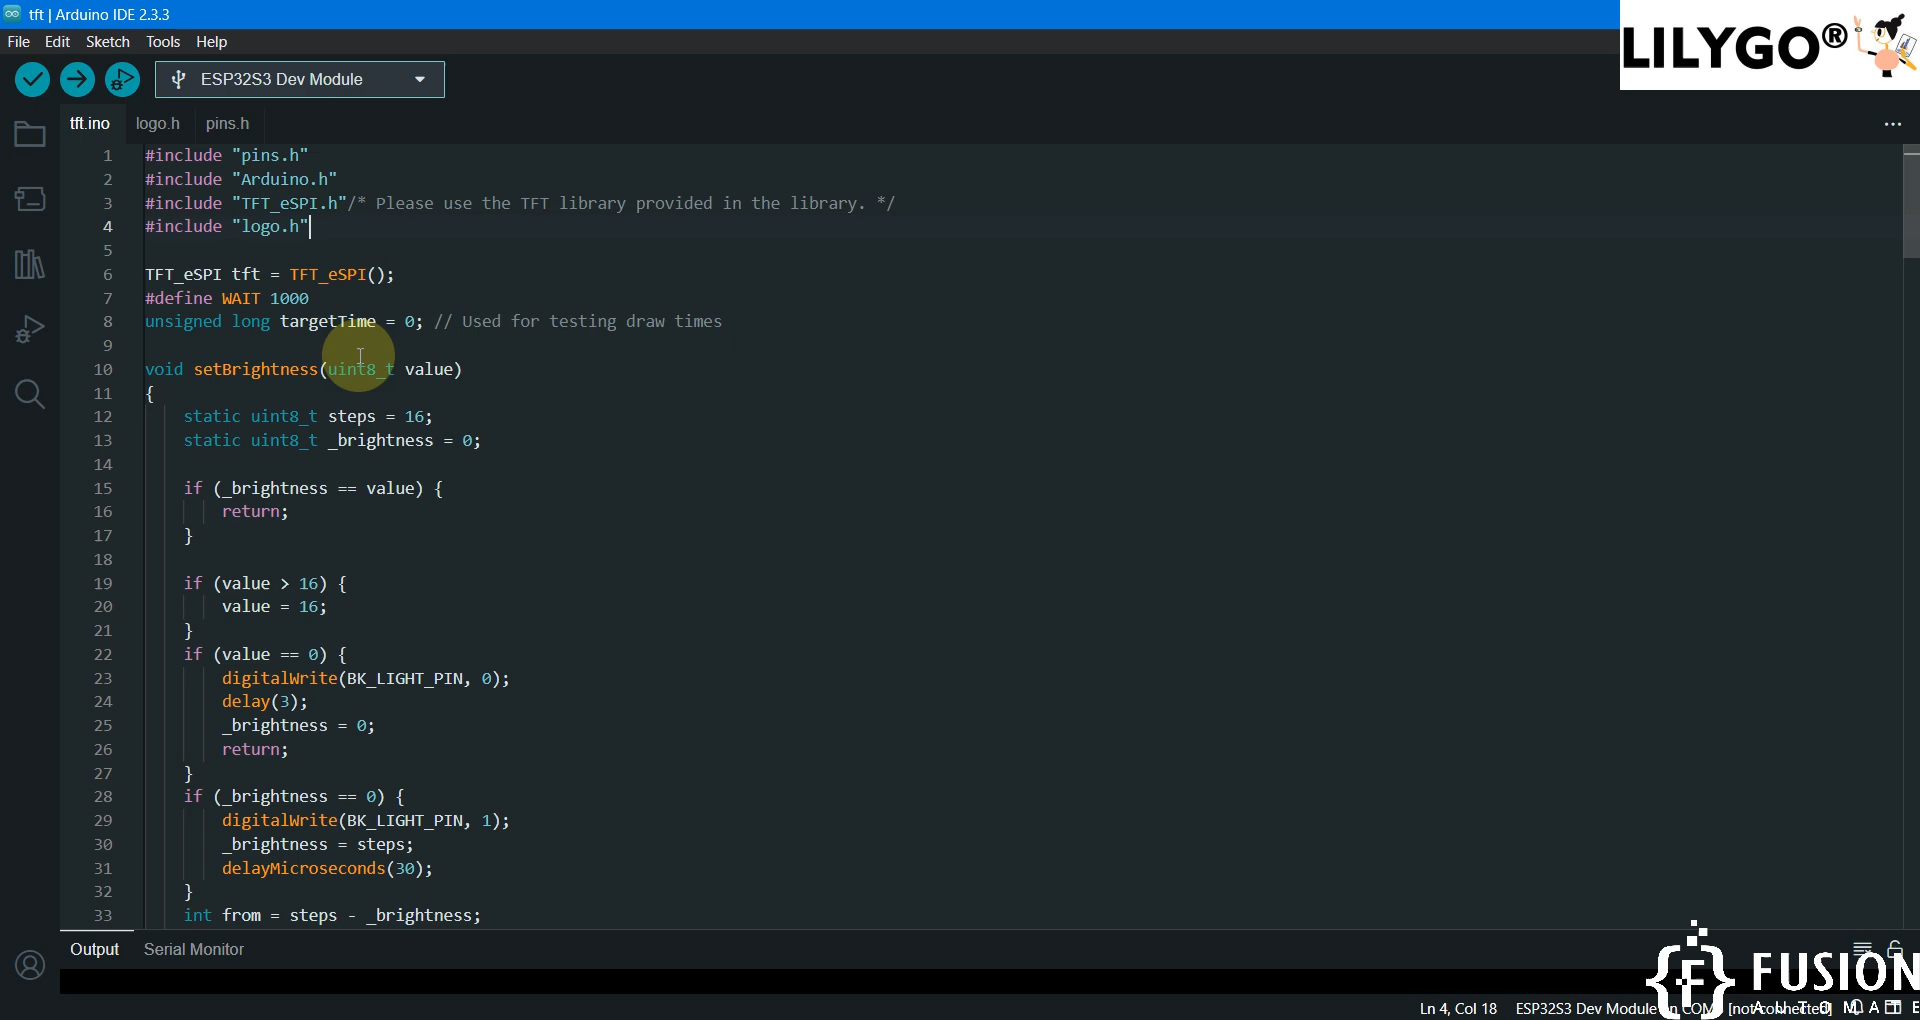 tft | Arduino IDE 2.3.3
File Edit Sketch Tools Help
LILYGO®
ESP32S3 Dev Module
tft.ino logo.h pins.h
1 #include "pins.h"
2 #include "Arduino.h"
3 #include "TFT_eSPI.h"/* Please use the TFT library provided in the library. */
4 #include "logo.h"
5
6 TFT_eSPI tft = TFT_eSPI();
7 #define WAIT 1000
8 unsigned long targetTime = 0; // Used for testing draw times
9
10 void setBrightness(uint8_t value)
11 {
12 static uint8_t steps = 16;
13 static uint8_t _brightness = 0;
14
15 if (_brightness == value) {
16 return;
17 }
18
19 if (value > 16) {
20 value = 16;
21 }
22 if (value == 0) {
23 digitalWrite(BK_LIGHT_PIN, 0);
24 delay(3);
25 _brightness = 0;
26 return;
27 }
28 if (_brightness == 0) {
29 digitalWrite(BK_LIGHT_PIN, 1);
30 _brightness = steps;
31 delayMicroseconds(30);
32 }
33 int from = steps - _brightness;
Output Serial Monitor
FUSION
Ln 4, Col 18 ESP32S3 Dev Module [not connected]